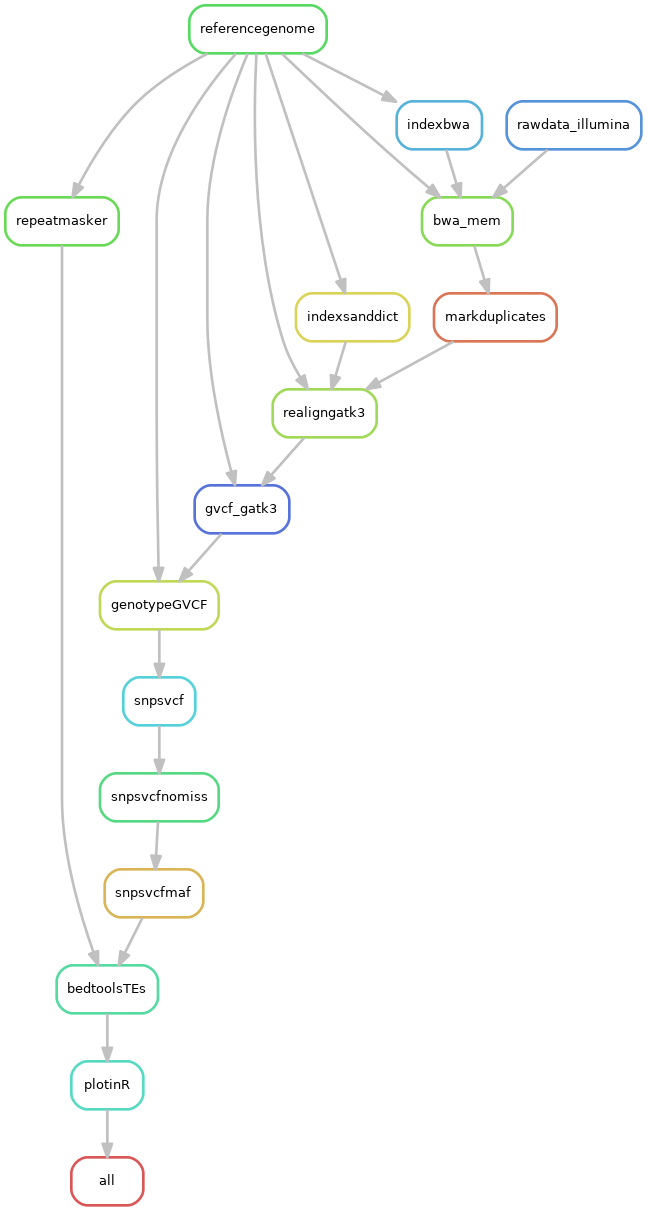 referencegenome
indexbwa
rawdata_illumina
repeatmasker
bwa_mem
indexsanddict
markduplicates
realigngatk3
gvcf_gatk3
genotypeGVCF
snpsvcf
snpsvcfnomiss
snpsvcfmaf
bedtoolsTEs
plotinR
all